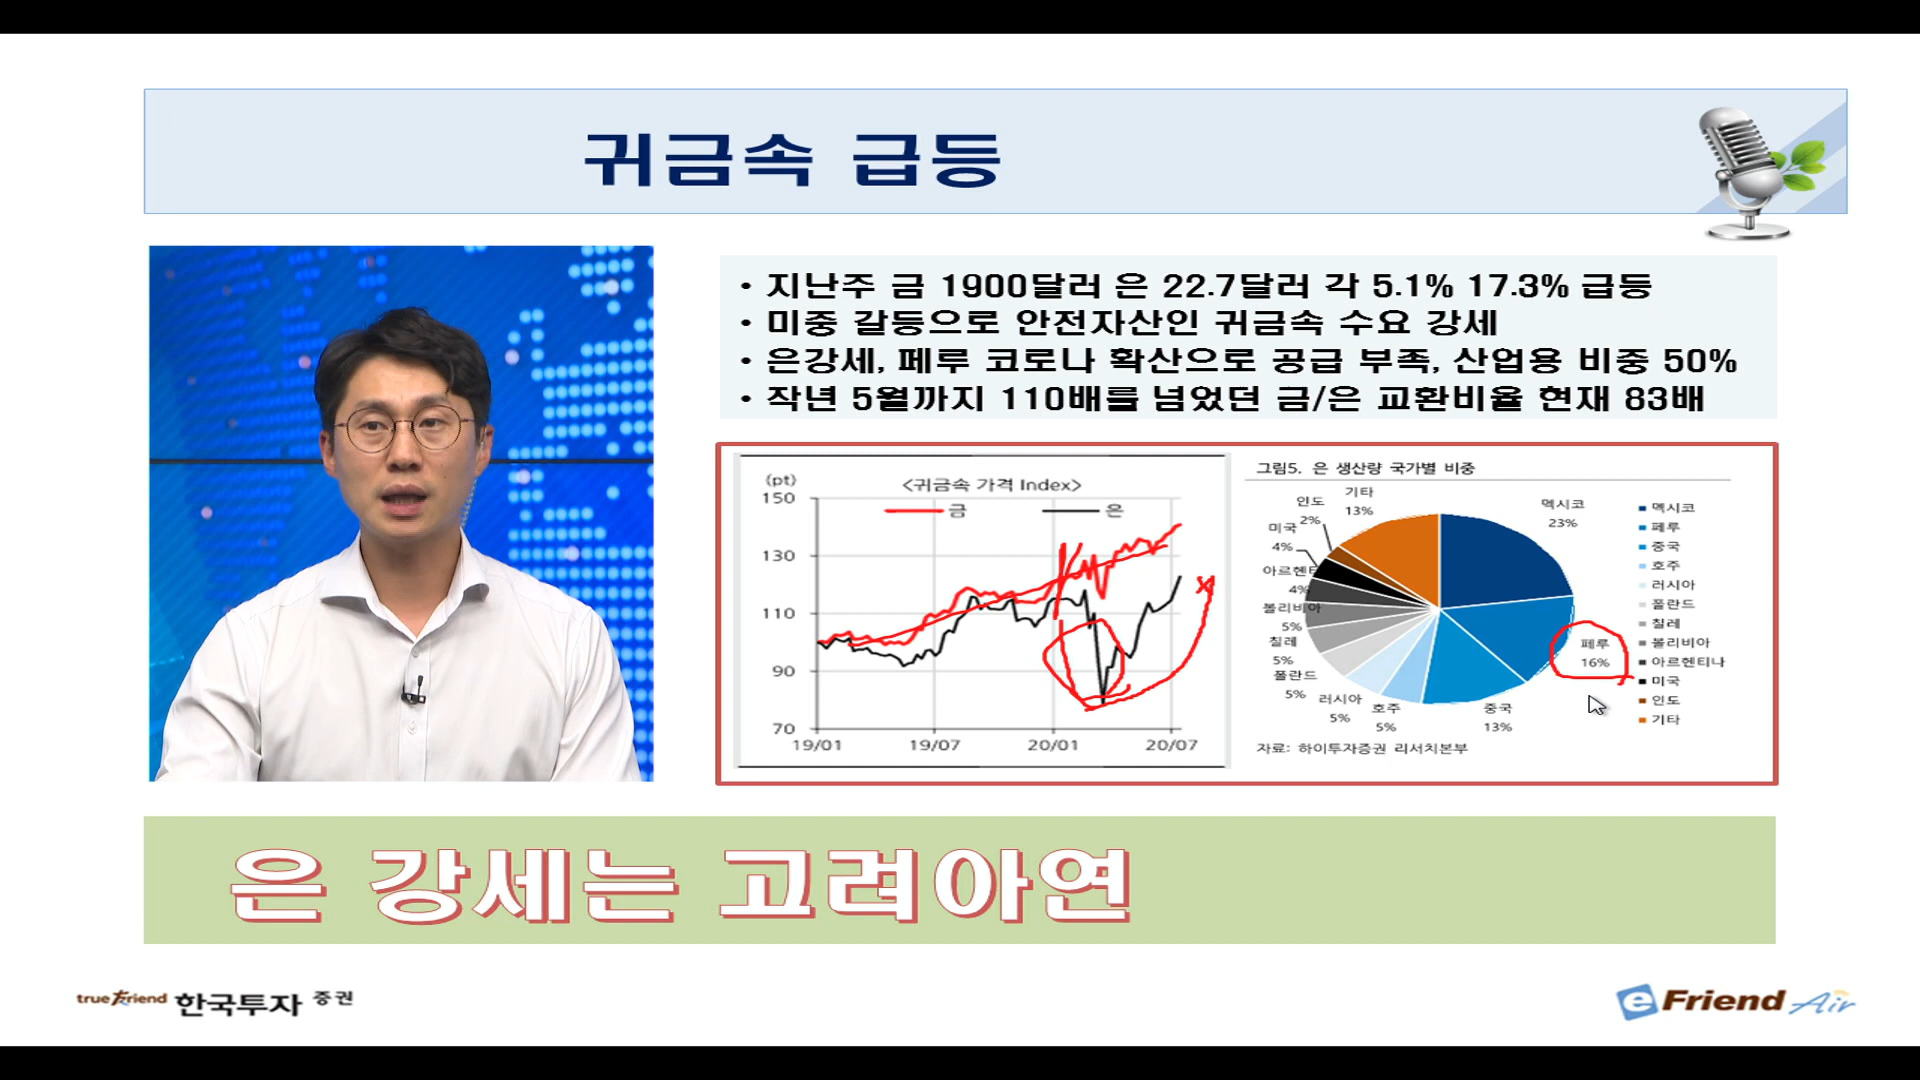 귀금속 급등
• 지난주 금 1900달러 은 22.7달러 각 5.1% 17.3% 급등
• 미중 갈등으로 안전자산인 귀금속 수요 강세
• 은강세, 페루 코로나 확산으로 공급 부족, 산업용 비중 50%
• 작년 5월까지 110배를 넘었던 금/은 교환비율 현재 83배
(pt)
<귀금속 가격 Index>
금
은
150
130
110
90
70
19/01
19/07
20/01
20/07
그림5. 은 생산량 국가별 비중
멕시코
23%
페루
16%
중국
13%
호주
5%
러시아
5%
폴란드
5%
칠레
5%
볼리비아
5%
아르헨티
4%
미국
4%
인도
2%
기타
13%
멕시코
페루
중국
호주
러시아
폴란드
칠레
볼리비아
아르헨티나
미국
인도
기타
자료: 하이투자증권 리서치본부
은 강세는 고려아연
true friend 한국투자 증권
eFriend Air